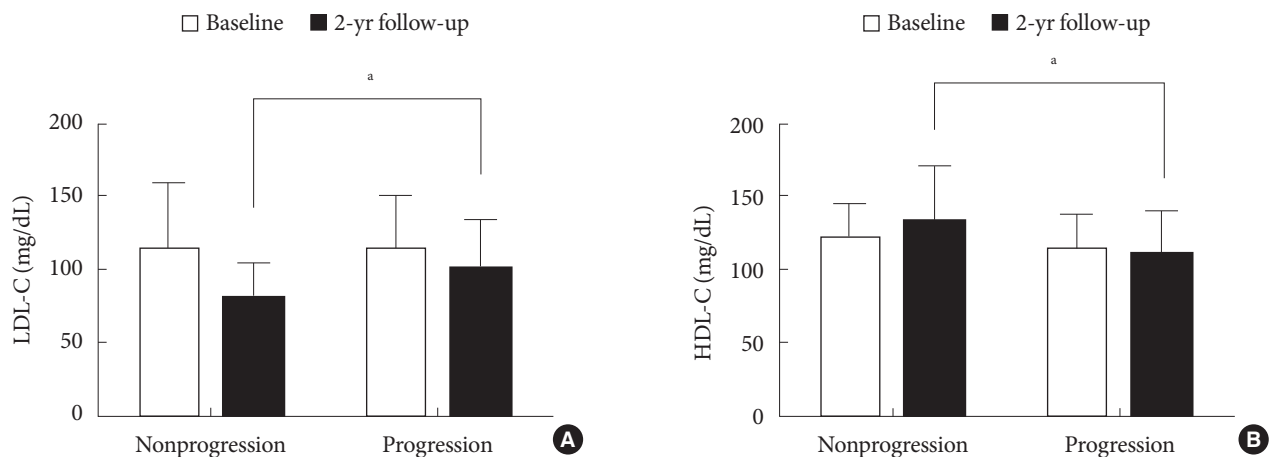 Baseline 2-yr follow-up
a
200
150
100
50
0
LDL-C (mg/dL)
Nonprogression Progression
A
Baseline 2-yr follow-up
a
200
150
100
50
0
HDL-C (mg/dL)
Nonprogression Progression
B